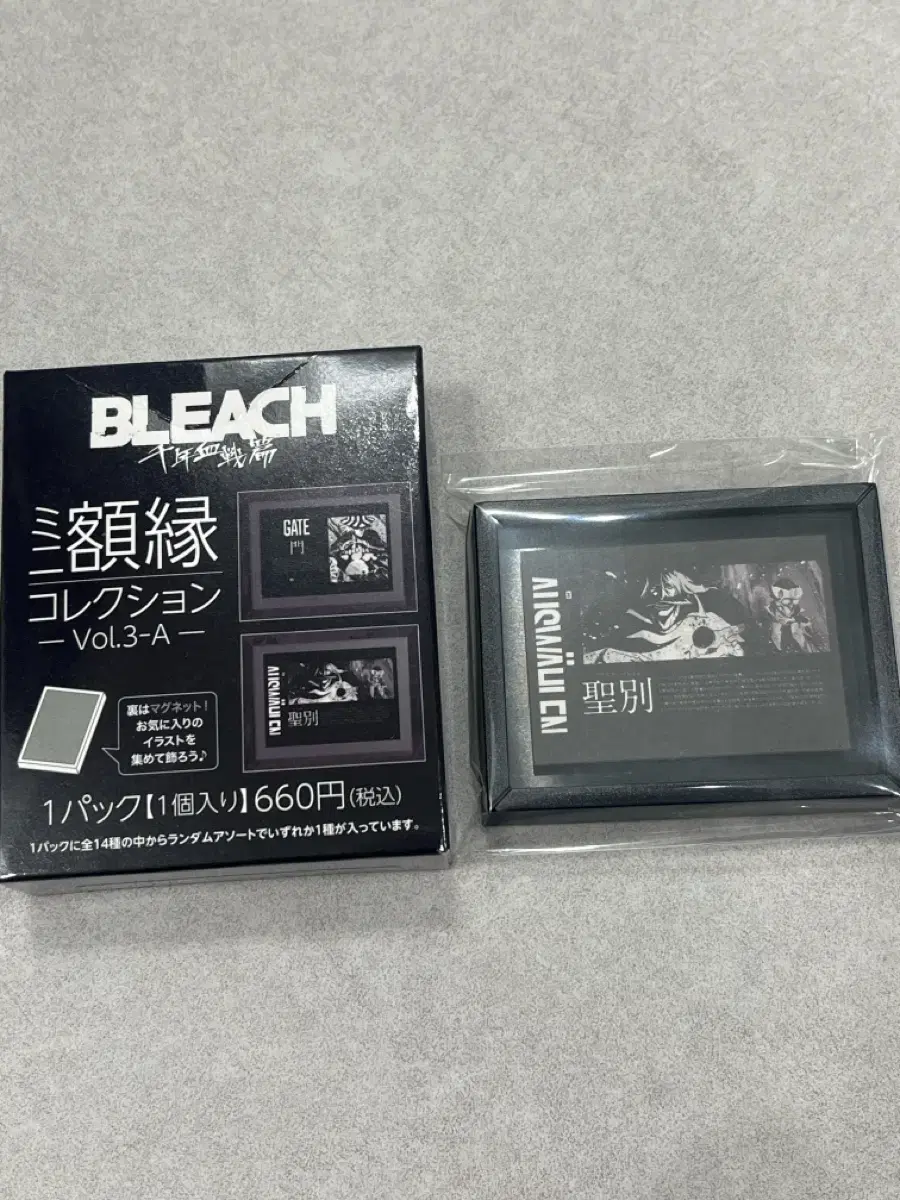 BLEACH
千年血戦篇
ミニ額縁
コレクション
— Vol.3-A —
裏はマグネット!
お気に入りの
イラストを
集めて飾ろう♪
GATE
門
聖別
1パック【1個入り】660円(税込)
1パックに全14種の中からランダムアソートでいずれか1種が入っています。
聖別